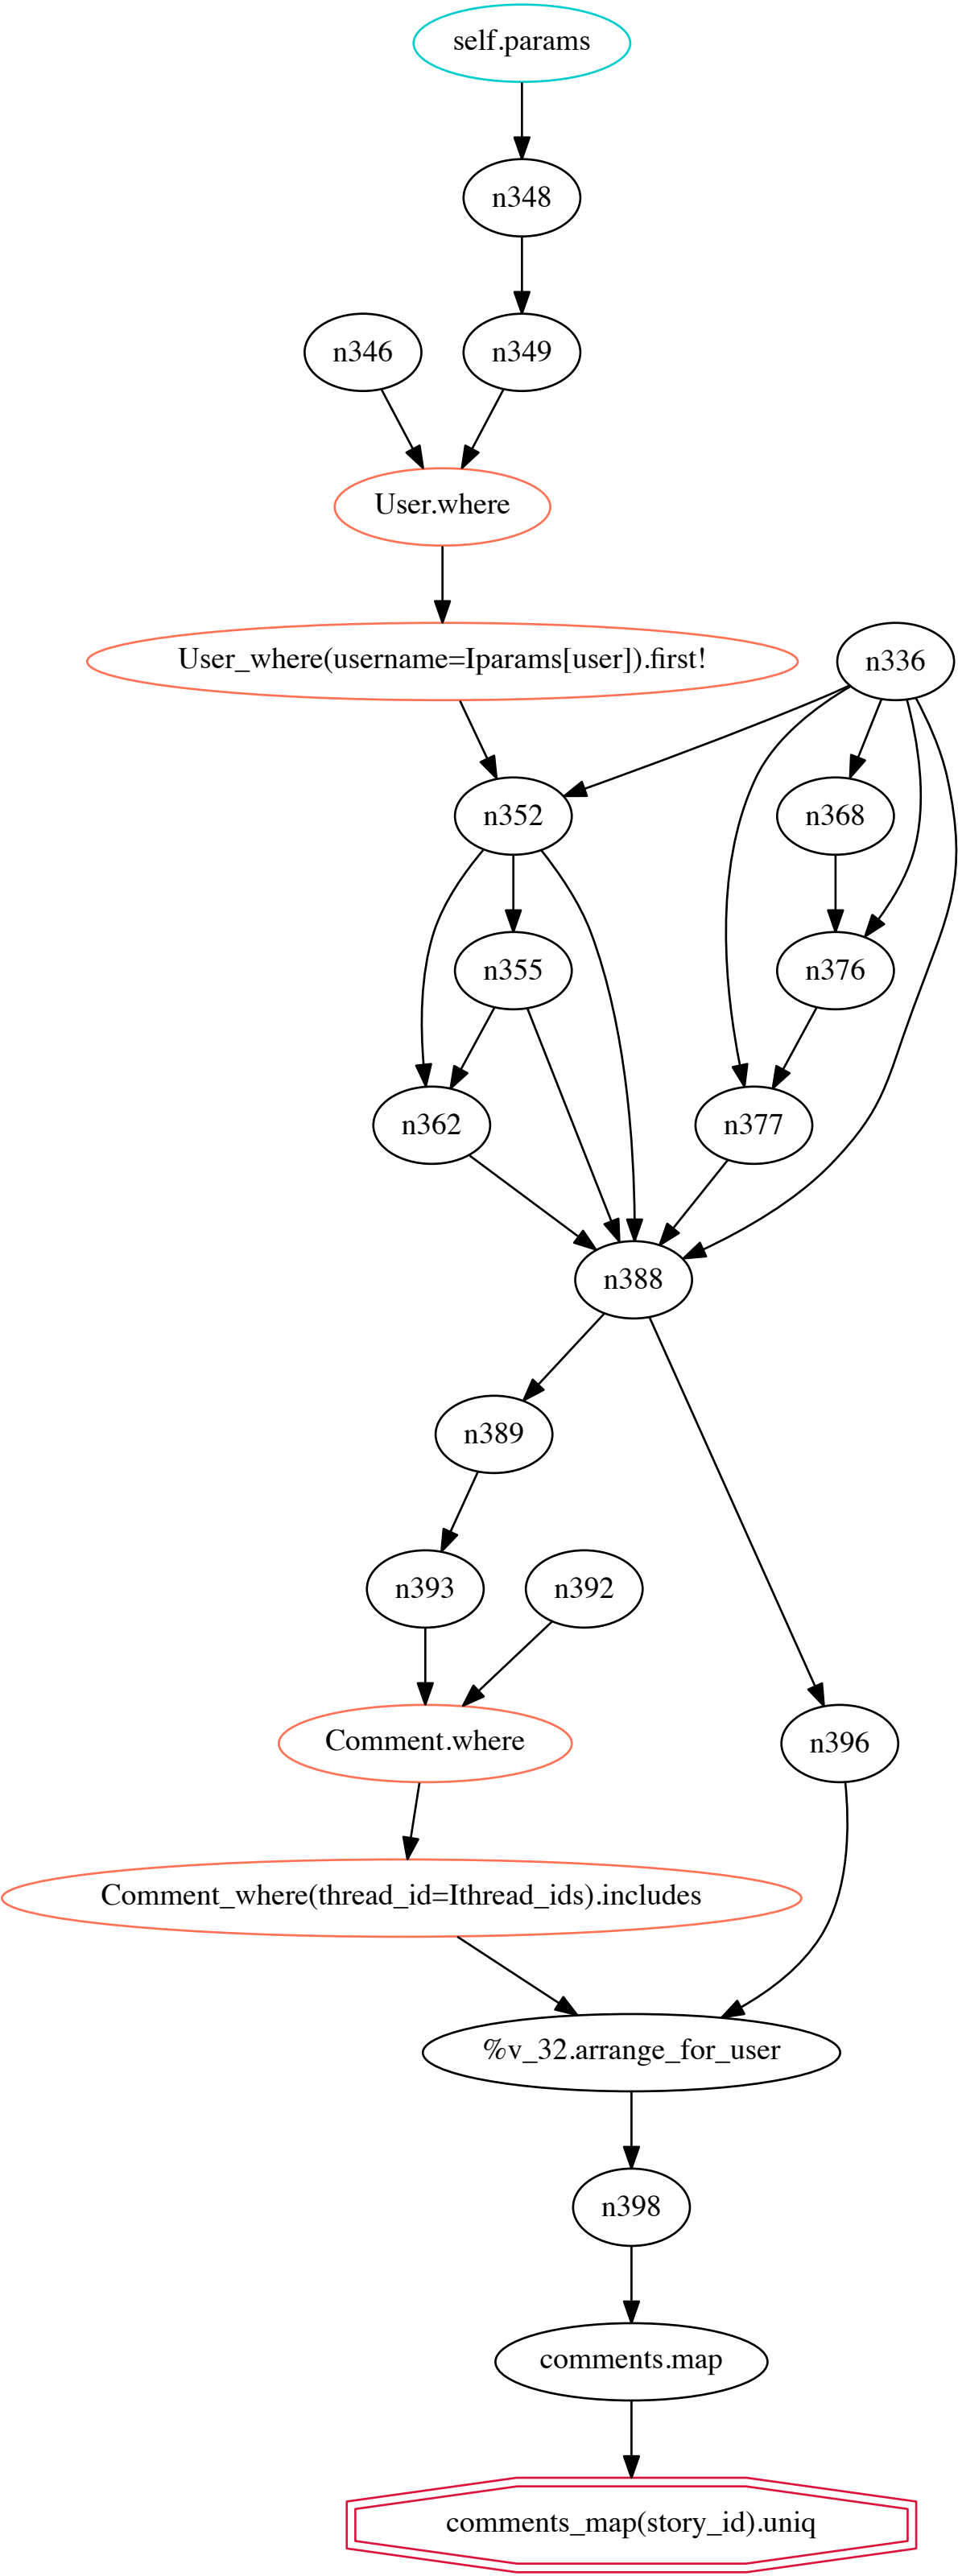 self.params
n348
n346
n349
User.where
User_where(username=Iparams[user]).first!
n336
n352
n368
n355
n376
n362
n377
n388
n389
n393
n392
Comment.where
n396
Comment_where(thread_id=Ithread_ids).includes
%v_32.arrange_for_user
n398
comments.map
comments_map(story_id).uniq